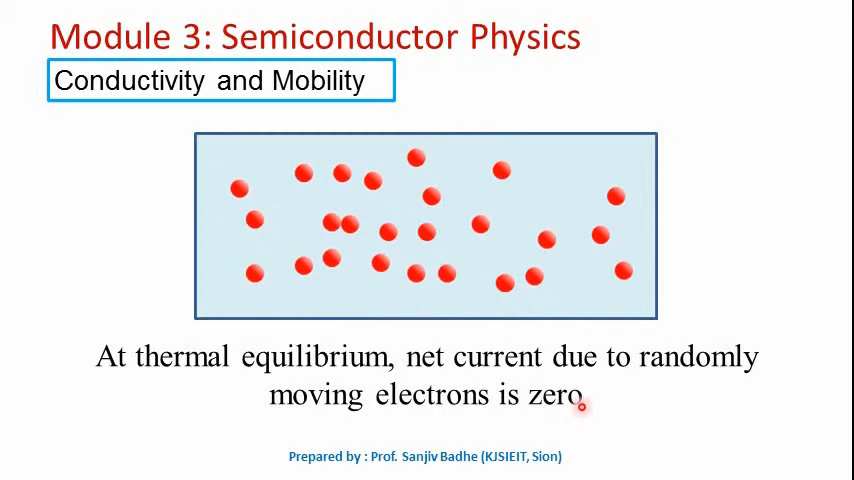 Module 3: Semiconductor Physics
Conductivity and Mobility
At thermal equilibrium, net current due to randomly
moving electrons is zero
Prepared by : Prof. Sanjiv Badhe (KJSIEIT, Sion)